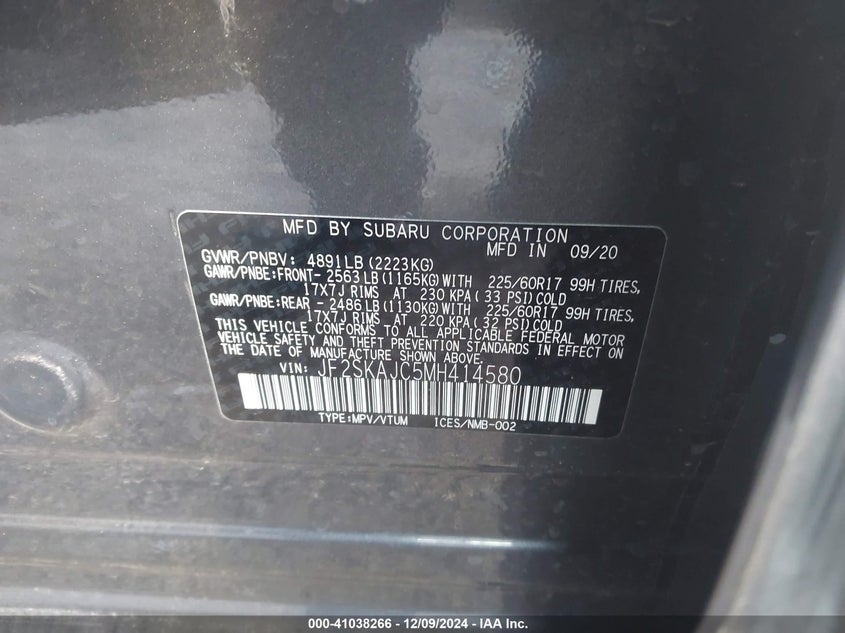 MFD BY SUBARU CORPORATION
MFD IN 09/20
GVWR/PNBV: 4891LB(2223KG)
GAWR/PNBE:FRONT- 2563LB(1165KG)WITH 225/60R17 99H TIRES,
17X7J RIMS AT 230 KPA(33 PSI)COLD
GAWR/PNBE:REAR - 2486LB(1130KG)WITH 225/60R17 99H TIRES,
17X7J RIMS AT 220 KPA(32 PSI)COLD
THIS VEHICLE CONFORMS TO ALL APPLICABLE FEDERAL MOTOR
VEHICLE SAFETY AND THEFT PREVENTION STANDARDS IN EFFECT ON
THE DATE OF MANUFACTURE SHOWN ABOVE.
VIN: JF2SKAJC5MH414580
TYPE:MPV/VTUM ICES/NMB-002
000-41038266 - 12/09/2024 - IAA Inc.